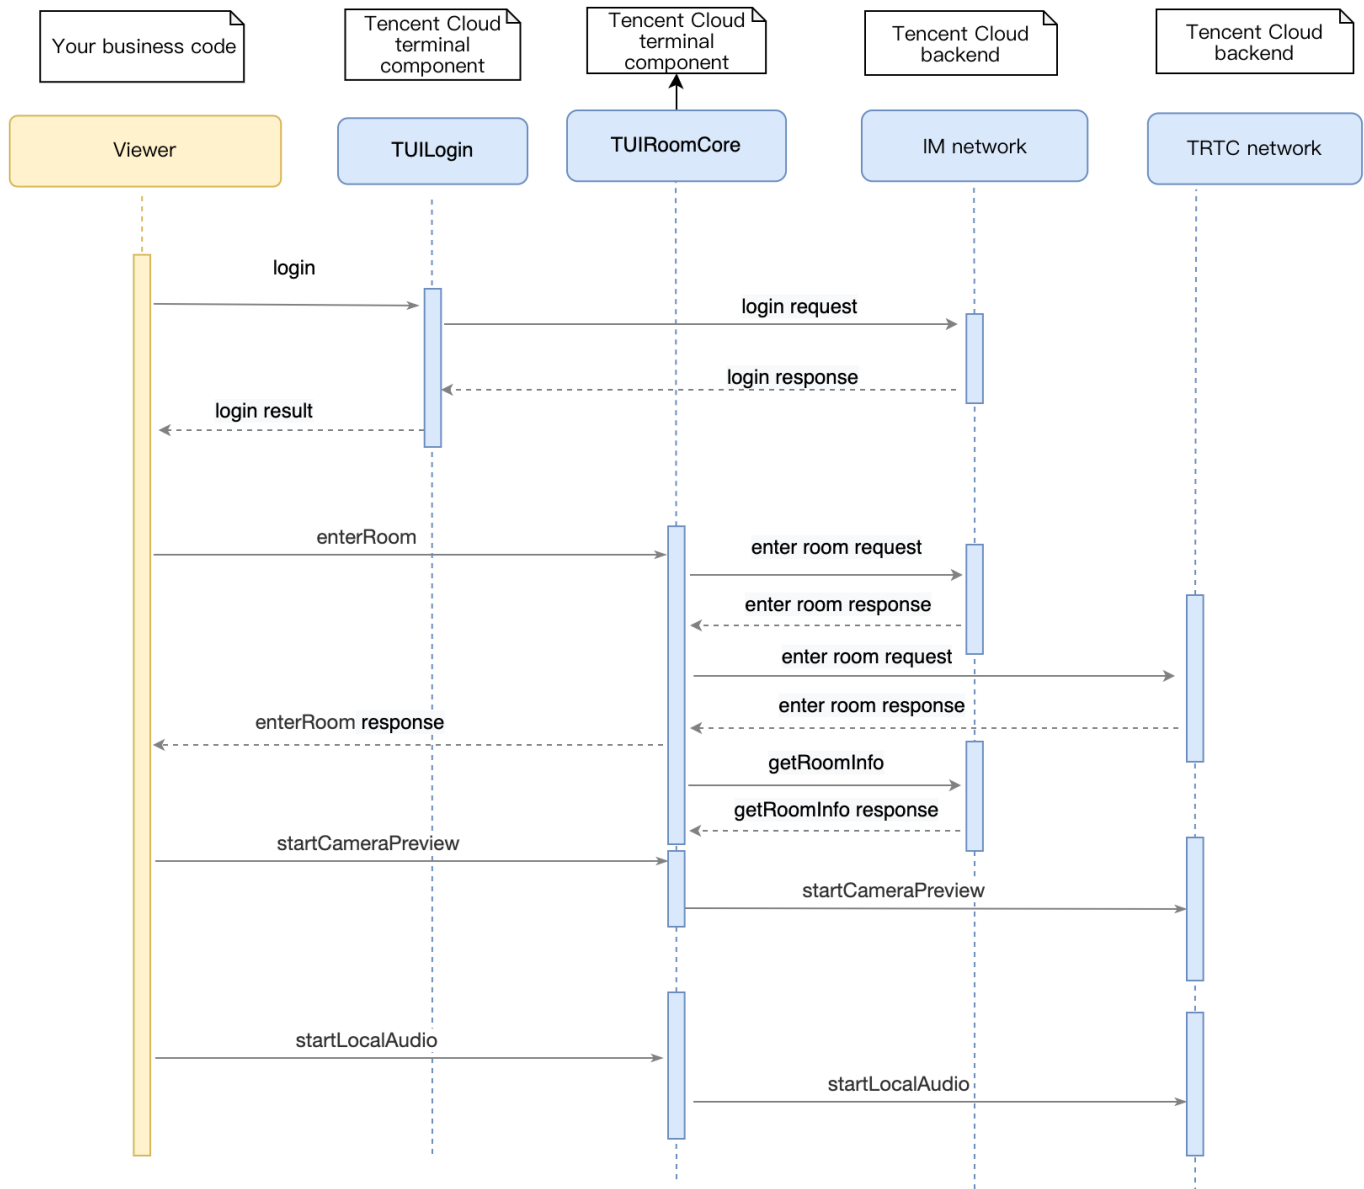 Your business code
Tencent Cloud
terminal
component
Tencent Cloud
terminal
component
Tencent Cloud
backend
Tencent Cloud
backend
Viewer
TUILogin
TUIRoomCore
IM network
TRTC network
login
login request
login response
login result
enterRoom
enter room request
enter room response
enter room request
enter room response
enterRoom response
getRoomInfo
getRoomInfo response
startCameraPreview
startCameraPreview
startLocalAudio
startLocalAudio